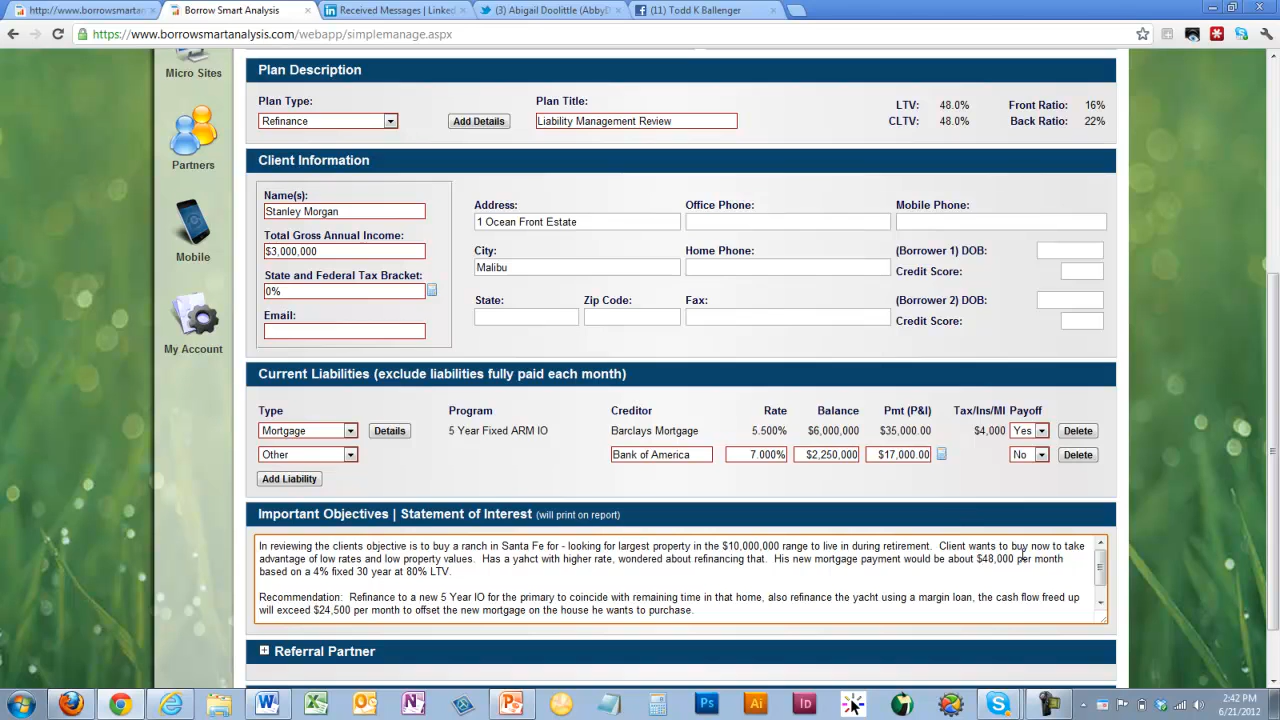 http://www.borrowsmartan
Borrow Smart Analysis
Received Messages | Linked
(3) Abigail Doolittle (AbbyD
(11) Todd K Ballenger
https://www.borrowsmartanalysis.com/webapp/simplemanage.aspx
Micro Sites
Partners
Mobile
My Account
Plan Description
Plan Type:
Plan Title:
LTV: 48.0% Front Ratio: 16%
Refinance
Add Details
Liability Management Review
CLTV: 48.0% Back Ratio: 22%
Client Information
Name(s):
Stanley Morgan
Total Gross Annual Income:
$3,000,000
State and Federal Tax Bracket:
0%
Email:
Address: Office Phone: Mobile Phone:
1 Ocean Front Estate
City: Home Phone: (Borrower 1) DOB:
Malibu
Credit Score:
State: Zip Code: Fax: (Borrower 2) DOB:
Credit Score:
Current Liabilities (exclude liabilities fully paid each month)
Type Program Creditor Rate Balance Pmt (P&I) Tax/Ins/MI Payoff
Mortgage Details 5 Year Fixed ARM IO Barclays Mortgage 5.500% $6,000,000 $35,000.00 $4,000 Yes Delete
Other Bank of America 7.000% $2,250,000 $17,000.00 No Delete
Add Liability
Important Objectives | Statement of Interest (will print on report)
In reviewing the clients objective is to buy a ranch in Santa Fe for - looking for largest property in the $10,000,000 range to live in during retirement. Client wants to buy now to take
advantage of low rates and low property values. Has a yahct with higher rate, wondered about refinancing that. His new mortgage payment would be about $48,000 per month
based on a 4% fixed 30 year at 80% LTV.
Recommendation: Refinance to a new 5 Year IO for the primary to coincide with remaining time in that home, also refinance the yacht using a margin loan, the cash flow freed up
will exceed $24,500 per month to offset the new mortgage on the house he wants to purchase.
Referral Partner
2:42 PM
6/21/2012